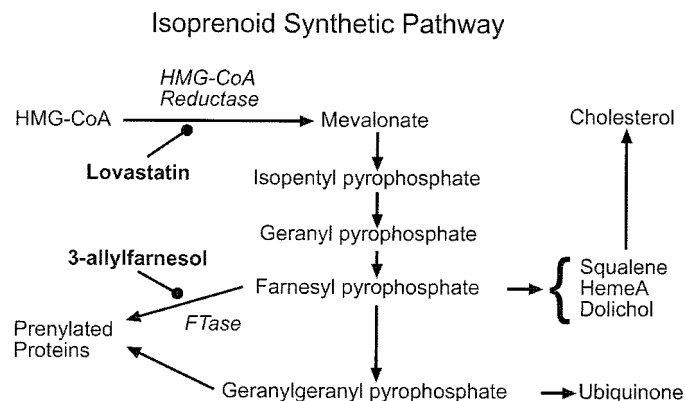 Isoprenoid Synthetic Pathway
HMG-CoA
Reductase
HMG-CoA
Mevalonate
Cholesterol
Lovastatin
Isopentyl pyrophosphate
Geranyl pyrophosphate
3-allylfarnesol
Farnesyl pyrophosphate
Squalene
HemeA
Dolichol
FTase
Prenylated
Proteins
Geranylgeranyl pyrophosphate
Ubiquinone